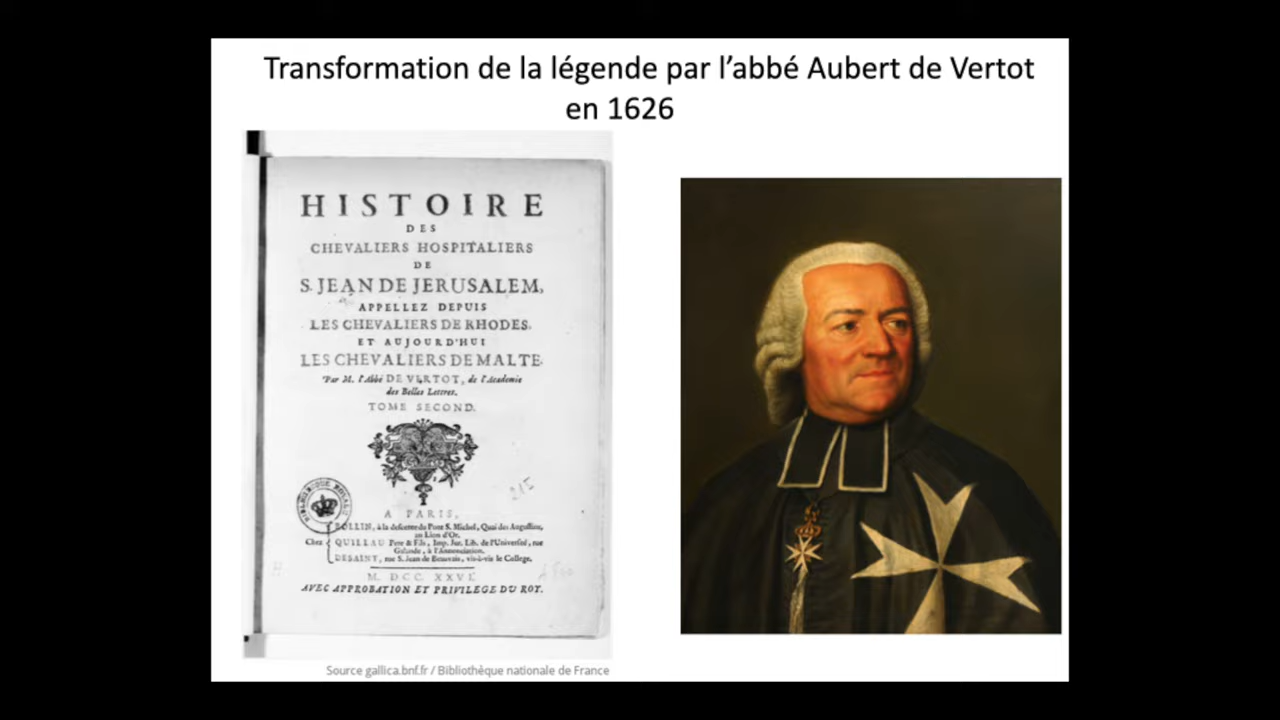 Transformation de la légende par l’abbé Aubert de Vertot
en 1626
HISTOIRE
DES
CHEVALIERS HOSPITALIERS
DE
S. JEAN DE JERUSALEM,
APPELLEZ DEPUIS
LES CHEVALIERS DE RHODES,
ET AUJOURD'HUI
LES CHEVALIERS DE MALTE.
Par M. l'Abbé DE VERTOT, de l'Academie
des Belles Lettres.
TOME SECOND.
BIBLIOTHEQUE ROYALE
A PARIS,
ROLLIN, à la descente du Pont S. Michel, Quai des Augustins,
au Lion d'Or.
Chez QUILLAU Pere & Fils, Imp. Jur. Lib. de l'Université, rue
Galande, à l'Annonciation.
DESAINT, rue S. Jean de Beauvais, vis-à-vis le College.
M. DCC. XXVI.
AVEC APPROBATION ET PRIVILEGE DU ROY.
Source gallica.bnf.fr / Bibliothèque nationale de France